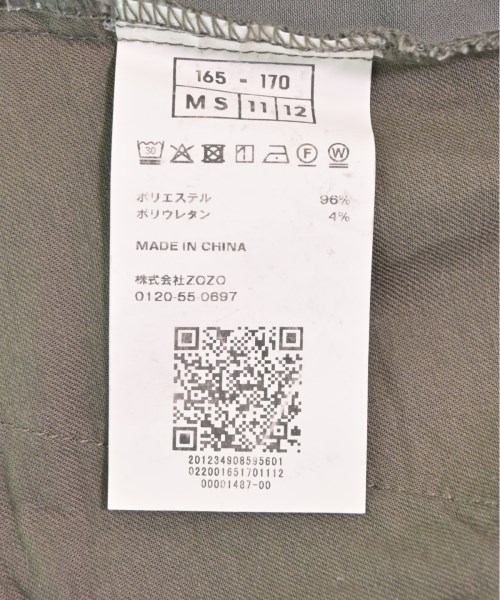 165 - 170
MS 11 12
30 F W
ポリエステル 96%
ポリウレタン 4%
MADE IN CHINA
株式会社ZOZO
0120-55-0697
201234908595601
022001651701112
00001487-00